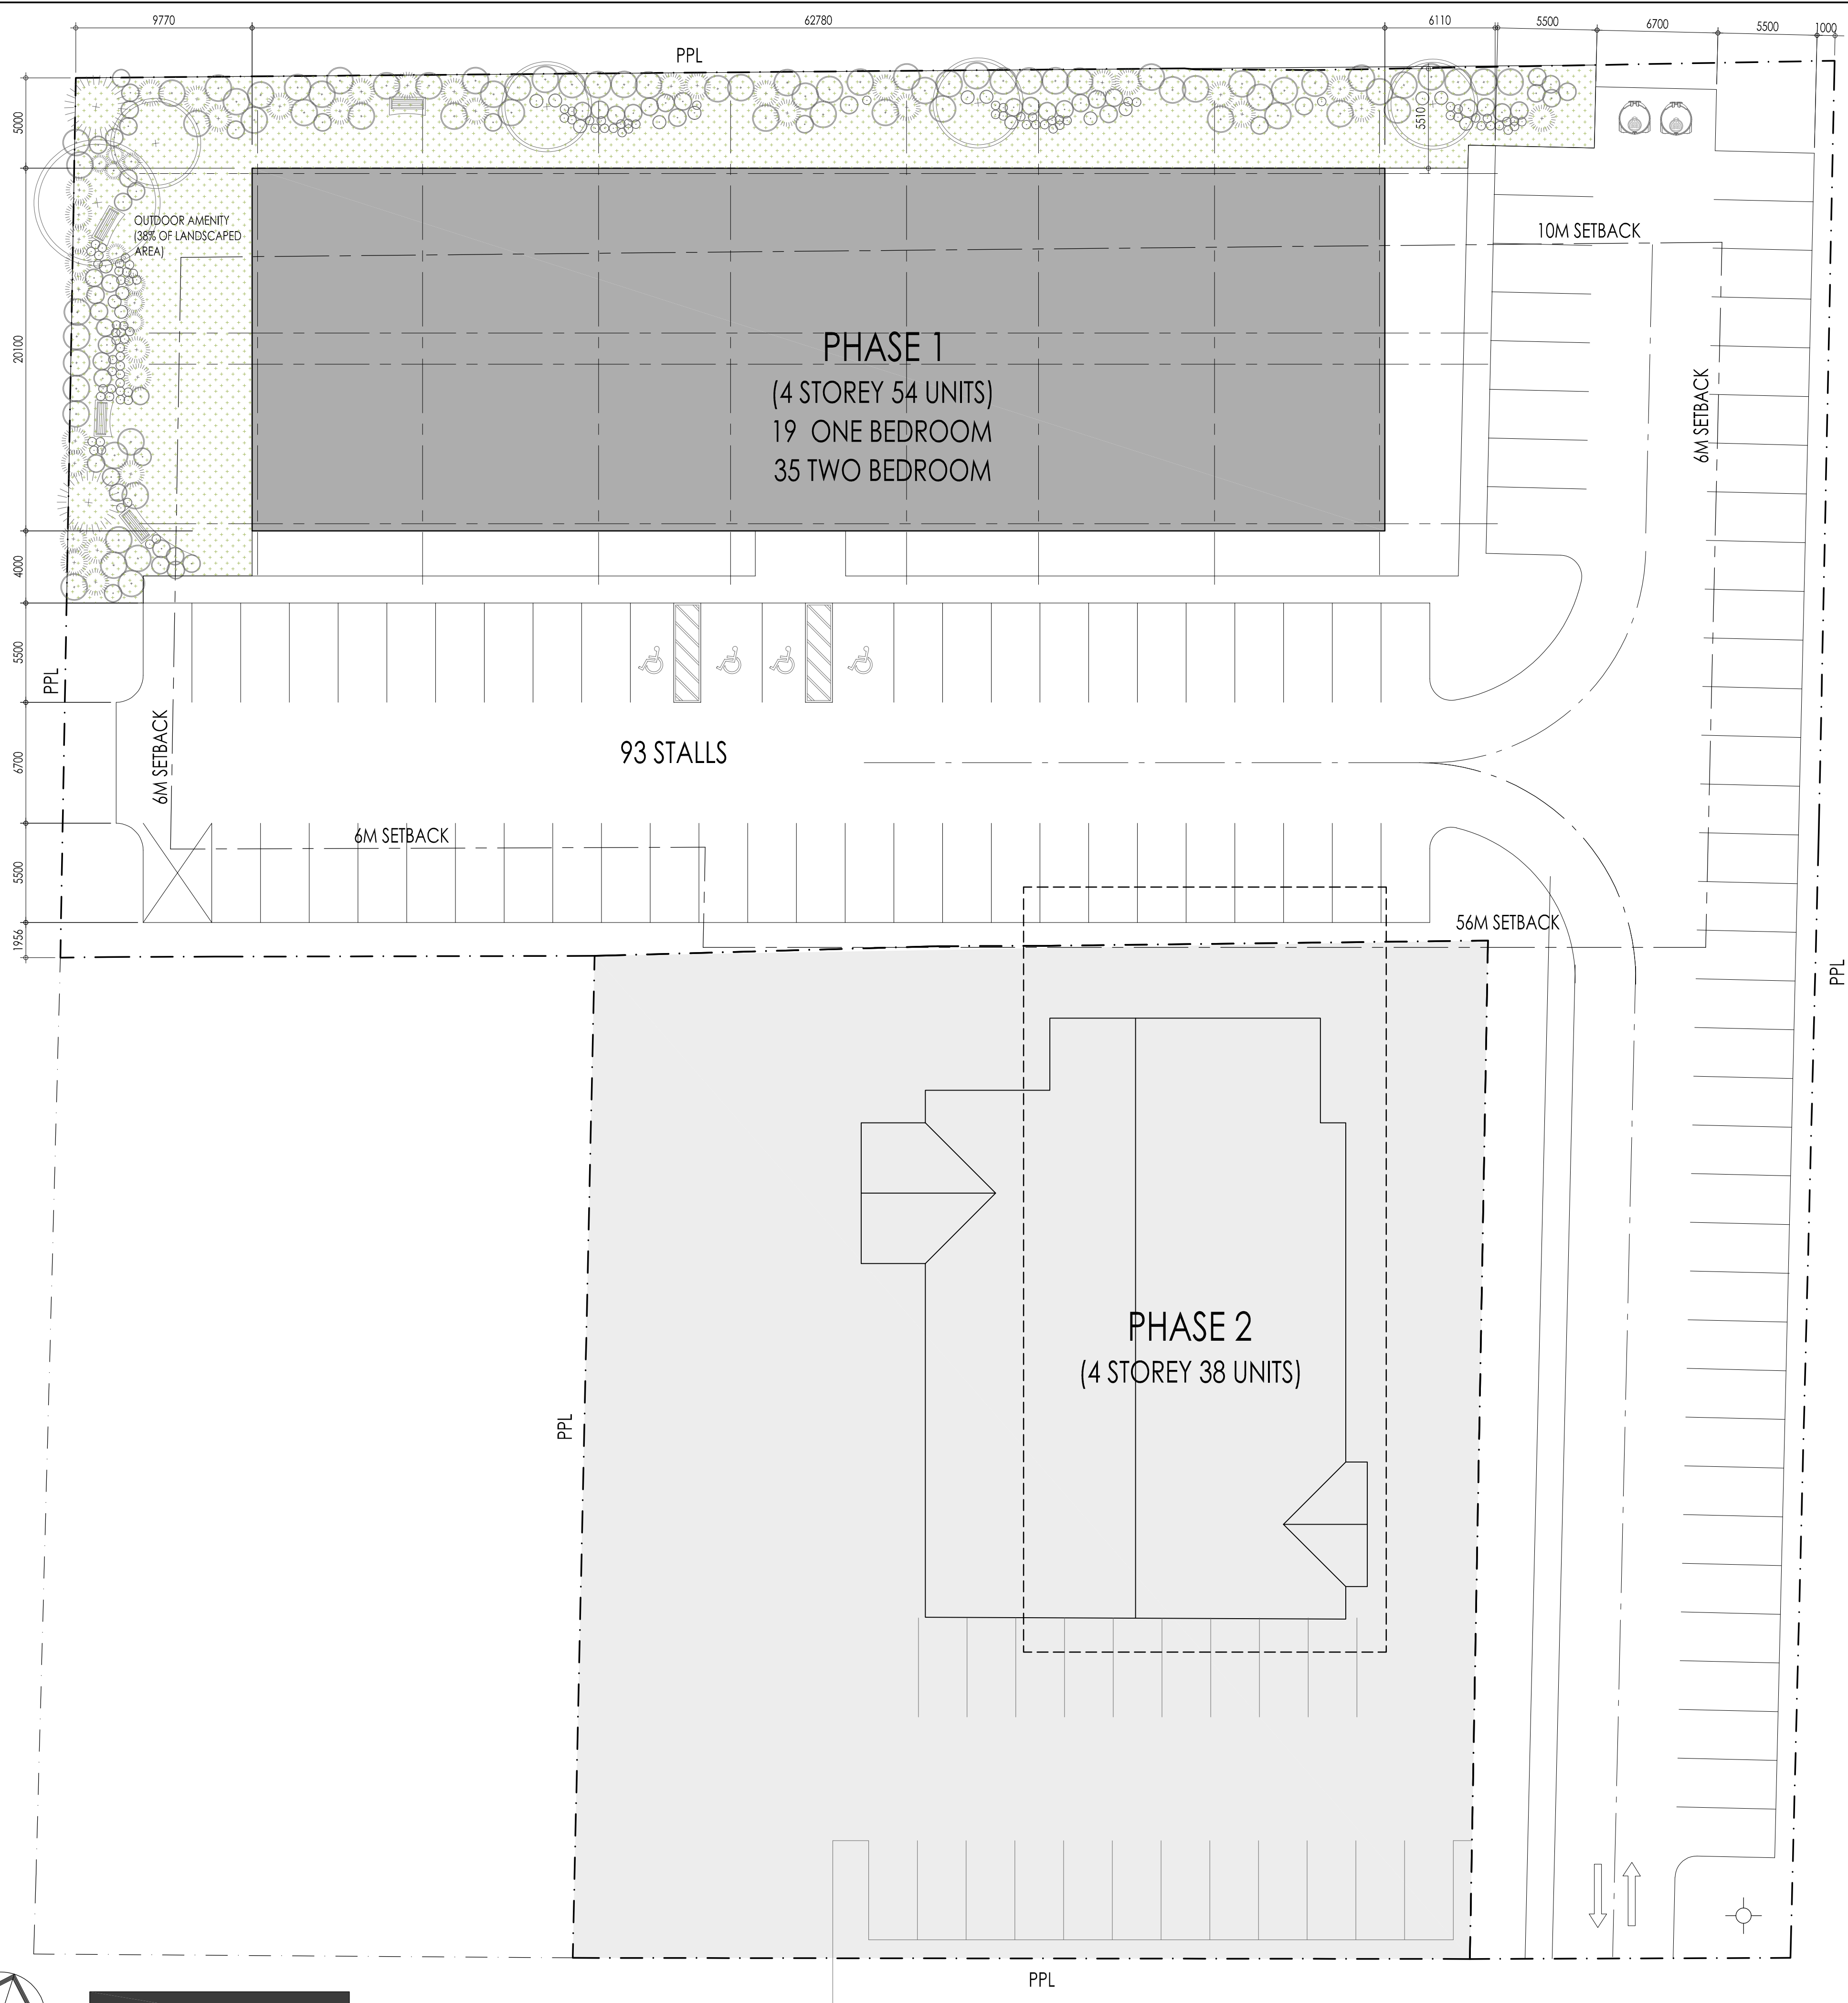 9770
62780
6110
5500
6700
5500
1000
PPL
5000
5510
OUTDOOR AMENITY
(38% OF LANDSCAPED
AREA)
10M SETBACK
20100
PHASE 1
(4 STOREY 54 UNITS)
19 ONE BEDROOM
35 TWO BEDROOM
6M SETBACK
4000
5500
PPL
6700
6M SETBACK
93 STALLS
6M SETBACK
5500
56M SETBACK
1956
PPL
PHASE 2
(4 STOREY 38 UNITS)
PPL
PPL